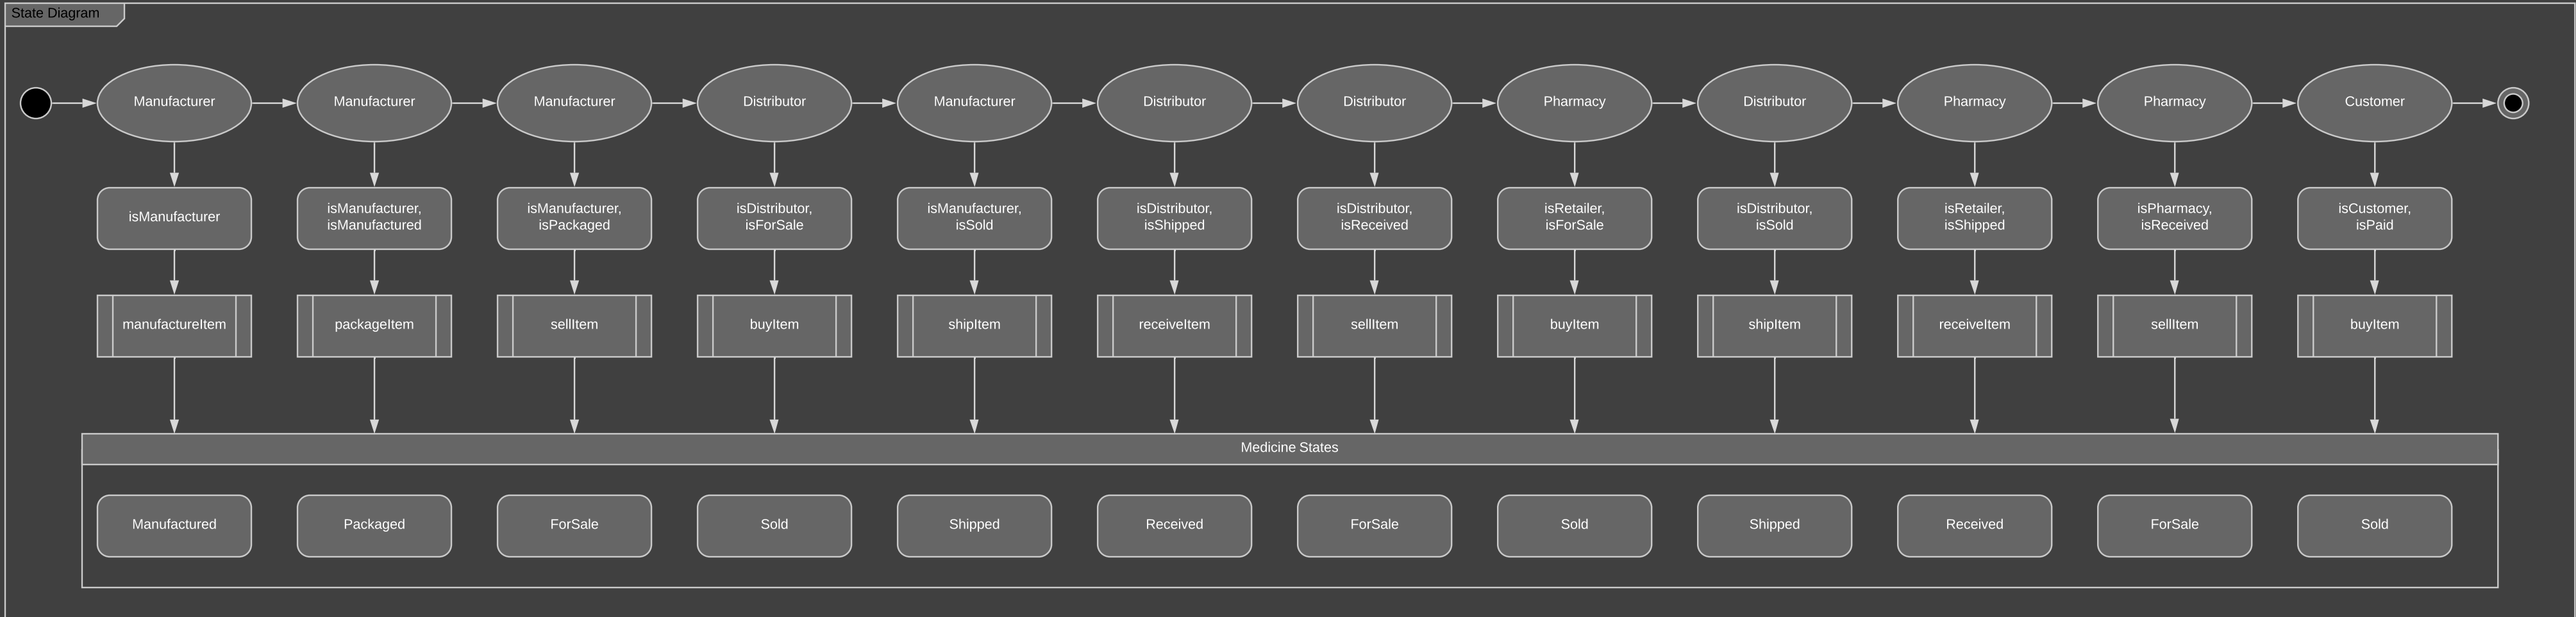 State Diagram
Manufacturer
Manufacturer
Manufacturer
Distributor
Manufacturer
Distributor
Distributor
Pharmacy
Distributor
Pharmacy
Pharmacy
Customer
isManufacturer
isManufacturer,
isManufactured
isManufacturer,
isPackaged
isDistributor,
isForSale
isManufacturer,
isSold
isDistributor,
isShipped
isDistributor,
isReceived
isRetailer,
isForSale
isDistributor,
isSold
isRetailer,
isShipped
isPharmacy,
isReceived
isCustomer,
isPaid
manufactureItem
packageItem
sellItem
buyItem
shipItem
receiveItem
sellItem
buyItem
shipItem
receiveItem
sellItem
buyItem
Medicine States
Manufactured
Packaged
ForSale
Sold
Shipped
Received
ForSale
Sold
Shipped
Received
ForSale
Sold